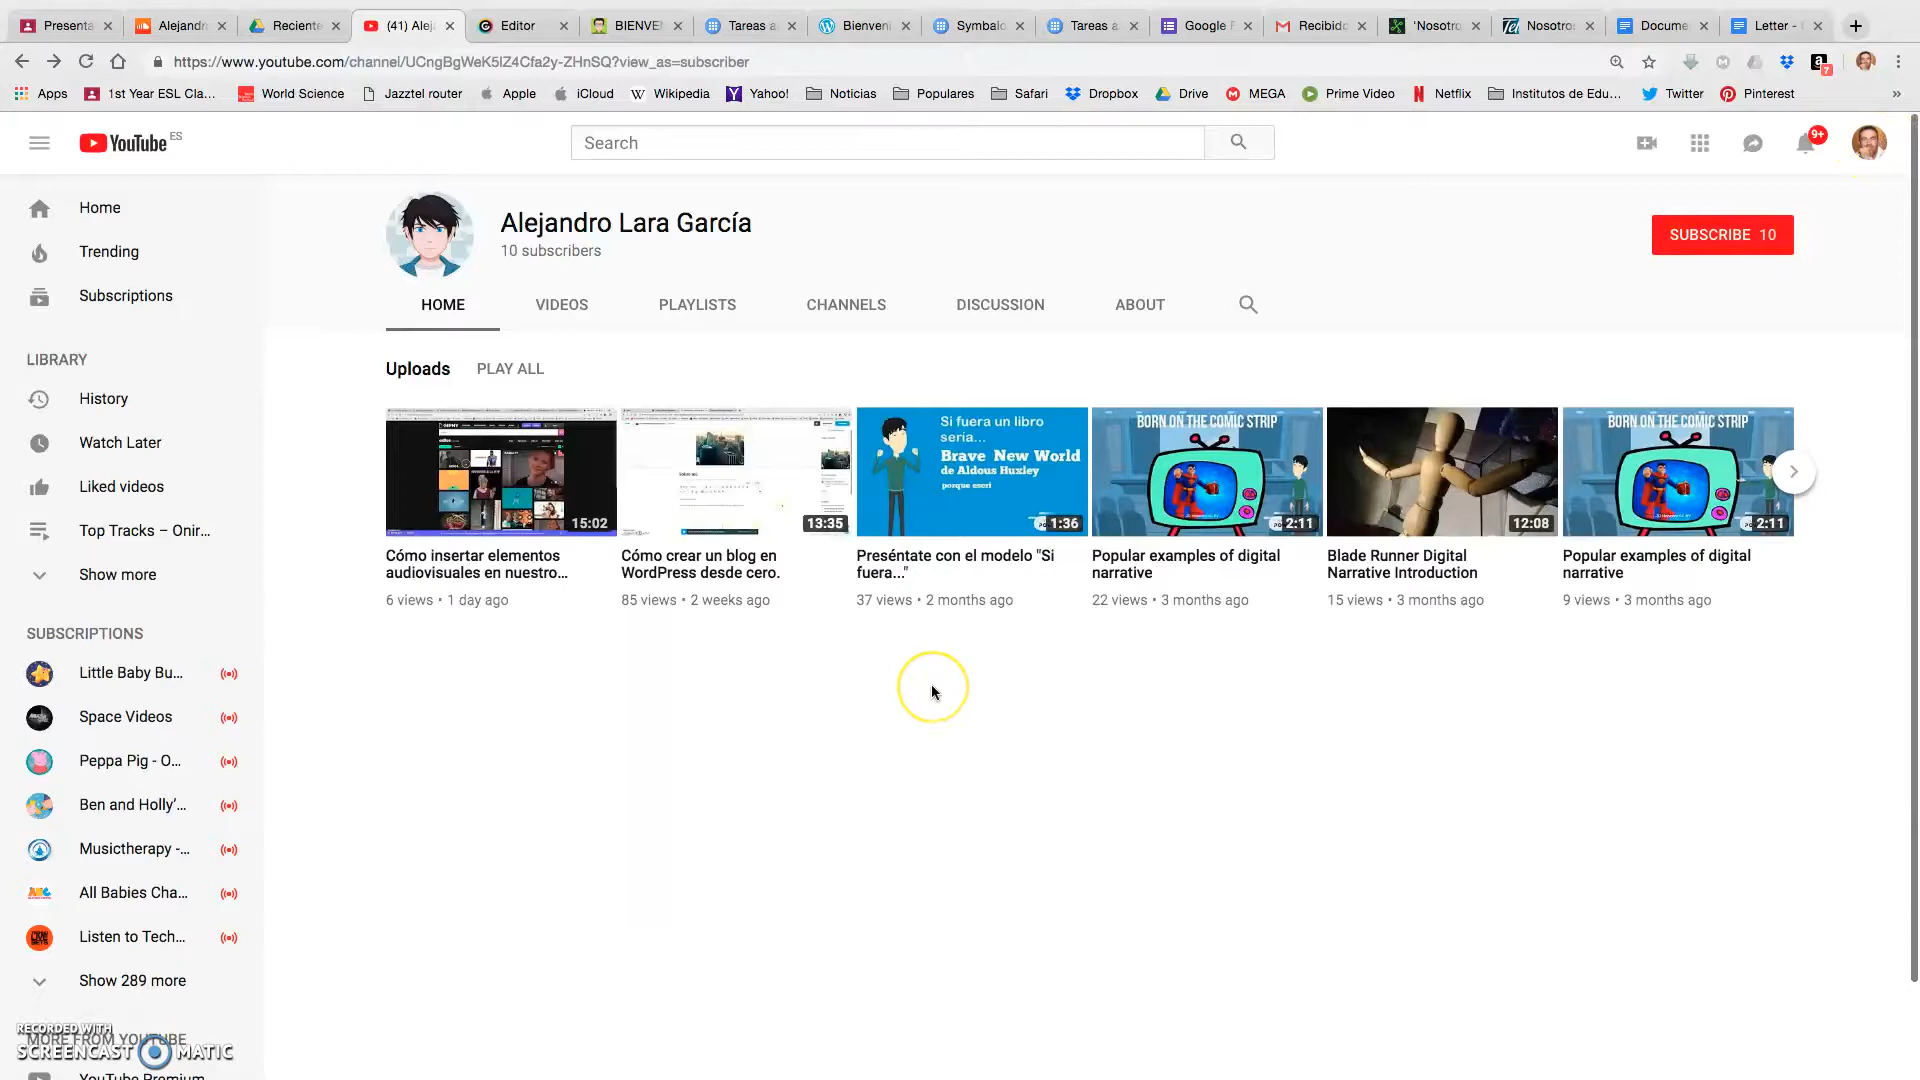 Presenta
Alejandr
Reciente
(41) Alej
Editor
BIENVE
Tareas a
Bienveni
Symbalo
Tareas a
Google F
Recibido
'Nosotro
Nosotros
Docume
Letter -
https://www.youtube.com/channel/UCngBgWeK5lZ4Cfa2y-ZHnSQ?view_as=subscriber
7
Apps
1st Year ESL Cla...
World Science
Jazztel router
Apple
iCloud
Wikipedia
Yahoo!
Noticias
Populares
Safari
Dropbox
Drive
MEGA
Prime Video
Netflix
Institutos de Edu...
Twitter
Pinterest
»
YouTube ES
Search
9+
Home
Trending
Subscriptions
LIBRARY
History
Watch Later
Liked videos
Top Tracks – Onir...
Show more
SUBSCRIPTIONS
Little Baby Bu...
Space Videos
Peppa Pig - O...
Ben and Holly'...
Musictherapy -...
All Babies Cha...
Listen to Tech...
Show 289 more
MORE FROM YOUTUBE
YouTube Premium
RECORDED WITH
SCREENCAST MATIC
Alejandro Lara García
10 subscribers
SUBSCRIBE 10
HOME
VIDEOS
PLAYLISTS
CHANNELS
DISCUSSION
ABOUT
Uploads
PLAY ALL
15:02
Cómo insertar elementos
audiovisuales en nuestro...
6 views • 1 day ago
13:35
Cómo crear un blog en
WordPress desde cero.
85 views • 2 weeks ago
Si fuera un libro
sería...
Brave New World
de Aldous Huxley
porque escri
1:36
Preséntate con el modelo "Si
fuera..."
37 views • 2 months ago
BORN ON THE COMIC STRIP
2:11
Popular examples of digital
narrative
22 views • 3 months ago
12:08
Blade Runner Digital
Narrative Introduction
15 views • 3 months ago
BORN ON THE COMIC STRIP
2:11
Popular examples of digital
narrative
9 views • 3 months ago